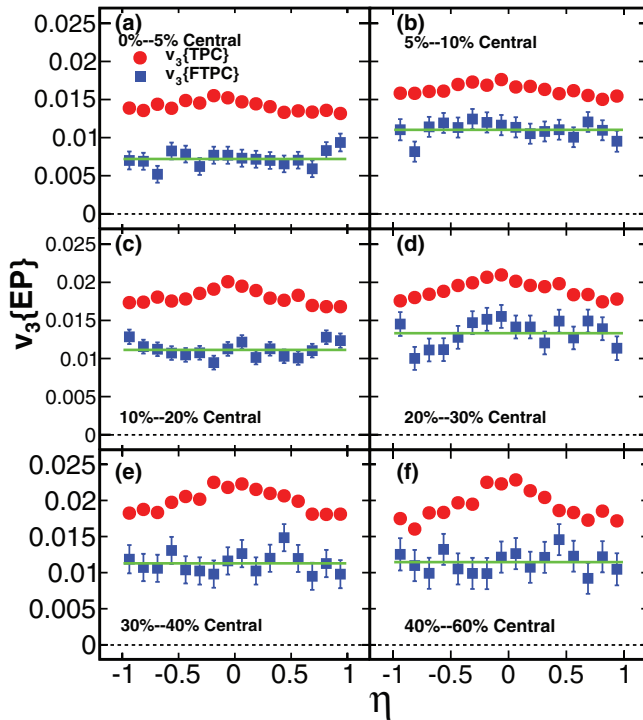 (a)
0%--5% Central
v3{TPC}
v3{FTPC}
0.025
0.02
0.015
0.01
0.005
0
(b)
5%--10% Central
(c)
10%--20% Central
0.025
0.02
0.015
0.01
0.005
0
(d)
20%--30% Central
v3{EP}
(e)
30%--40% Central
0.025
0.02
0.015
0.01
0.005
0
(f)
40%--60% Central
-1 -0.5 0 0.5 1
-1 -0.5 0 0.5 1
η